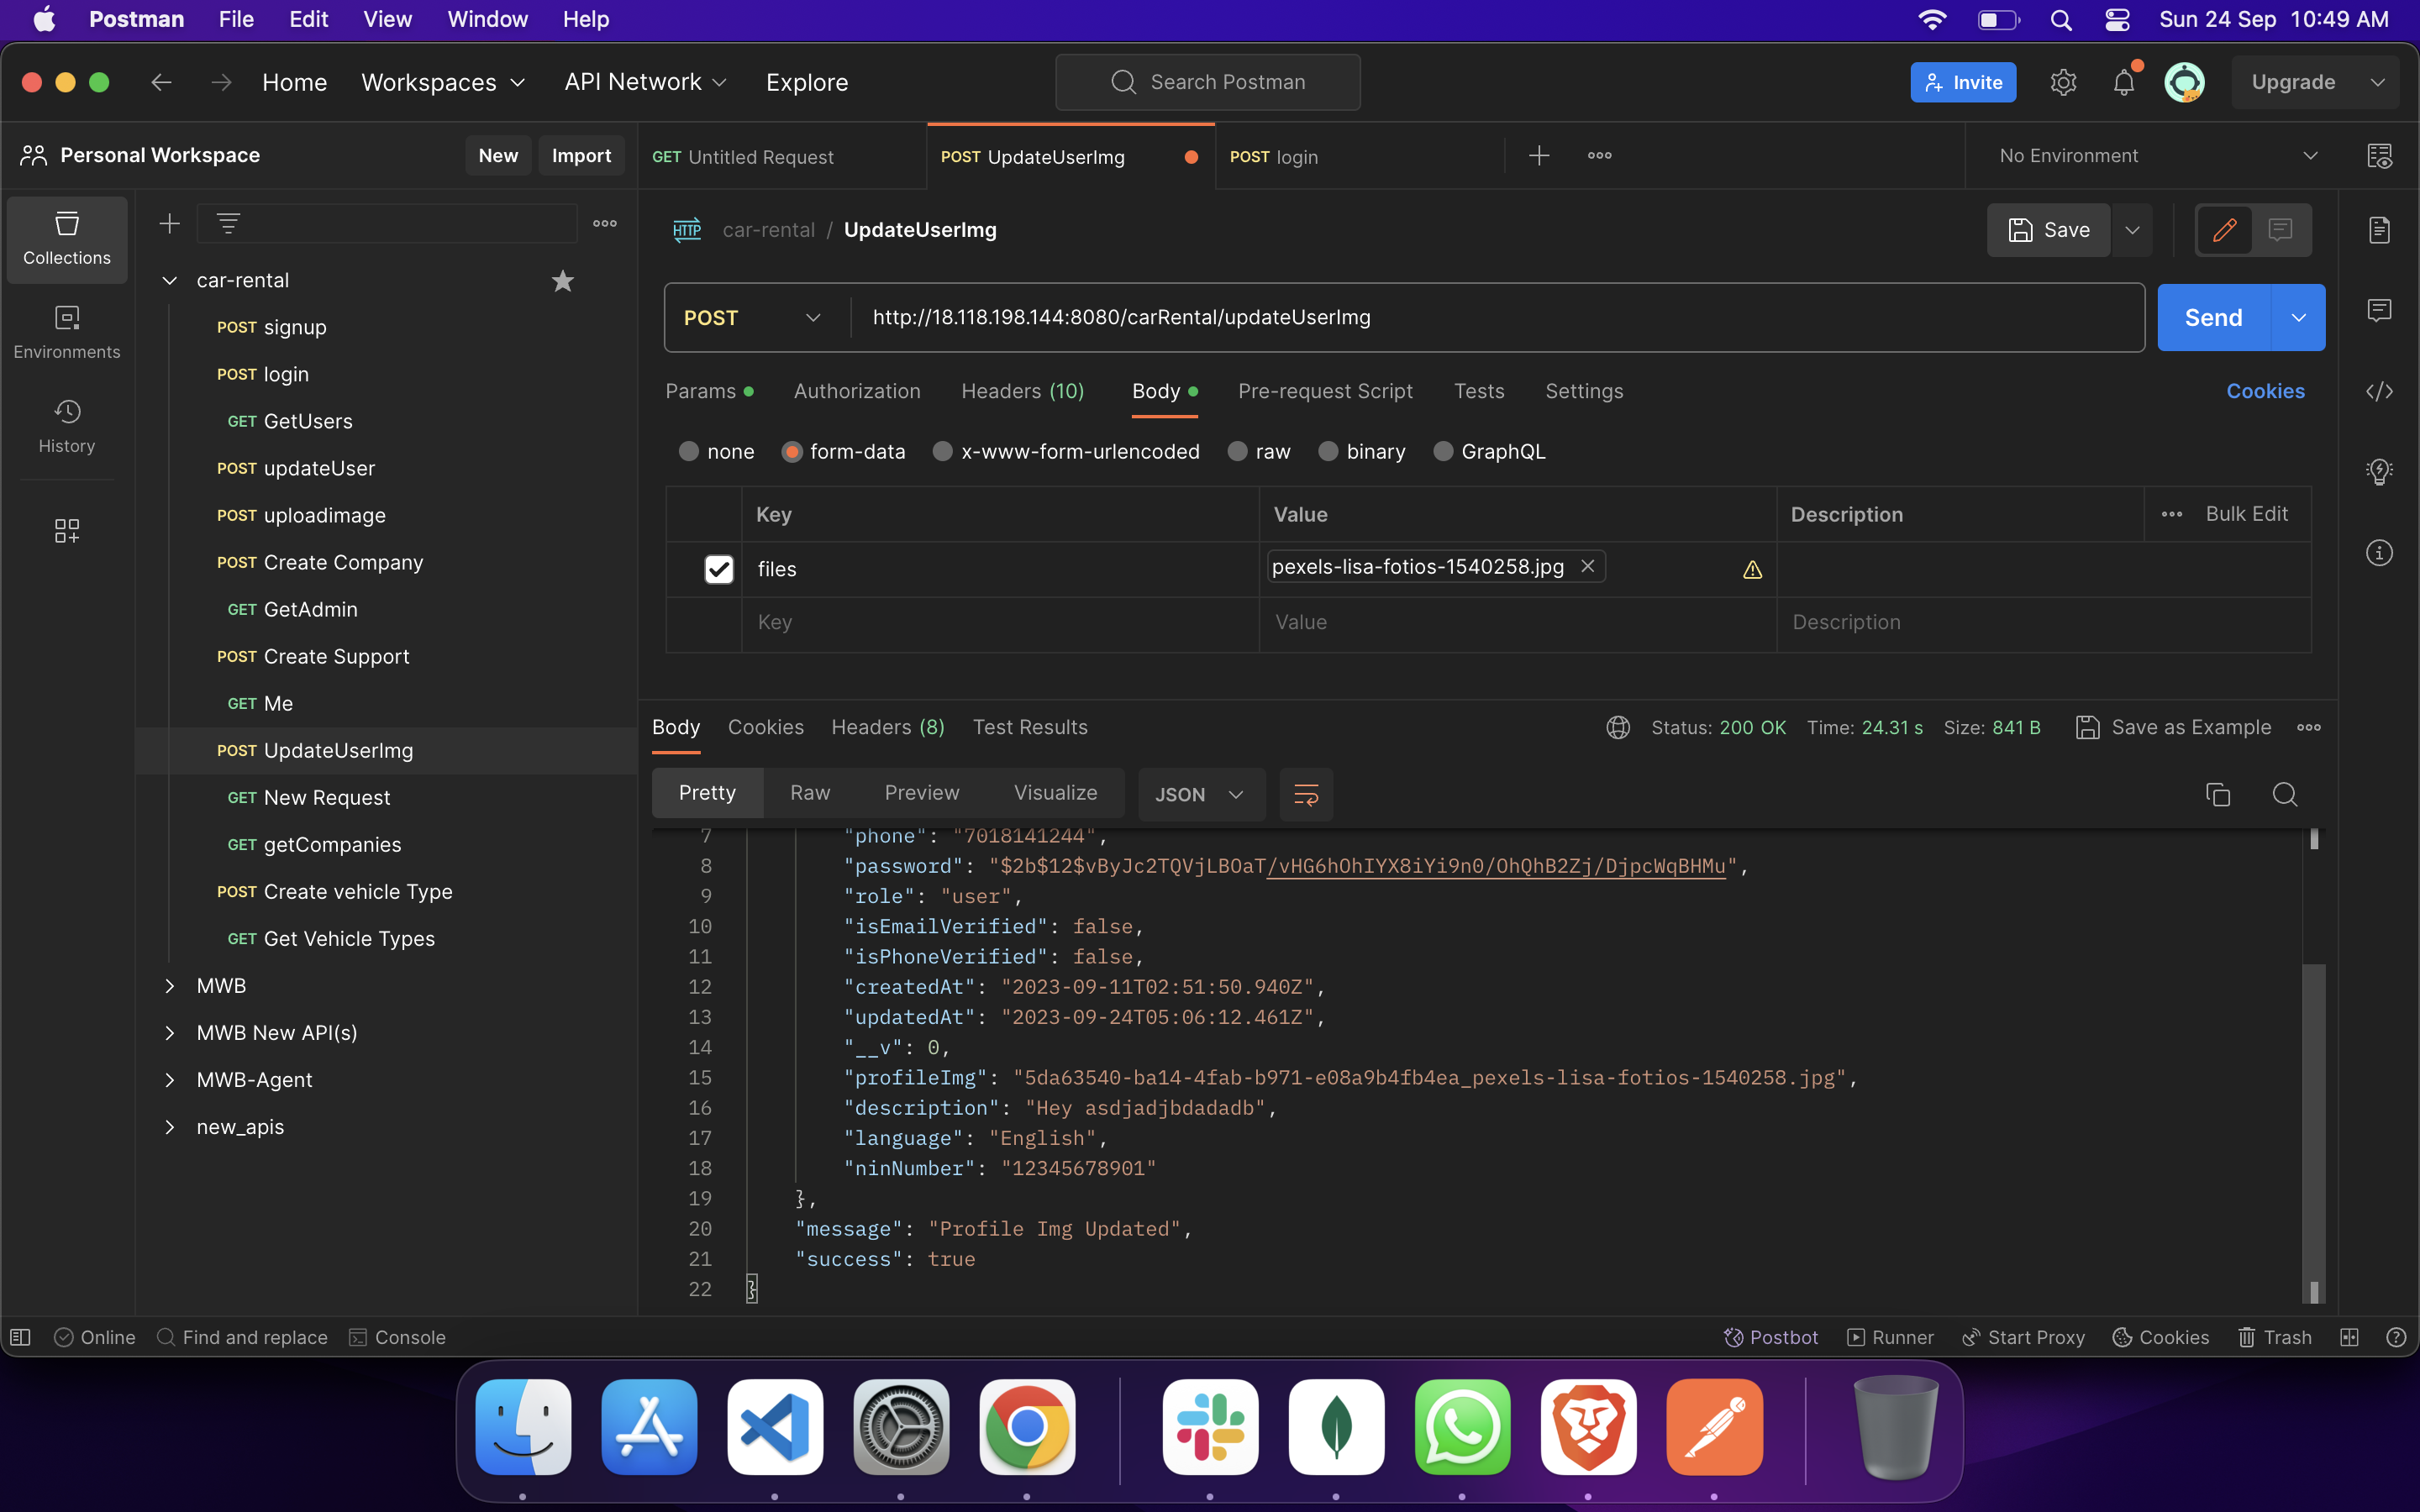 Postman File Edit View Window Help Sun 24 Sep 10:49 AM
Home Workspaces API Network Explore Search Postman Invite Upgrade
Personal Workspace New Import GET Untitled Request POST UpdateUserImg POST login No Environment
Collections
Environments
History
car-rental
POST signup
POST login
GET GetUsers
POST updateUser
POST uploadimage
POST Create Company
GET GetAdmin
POST Create Support
GET Me
POST UpdateUserImg
GET New Request
GET getCompanies
POST Create vehicle Type
GET Get Vehicle Types
MWB
MWB New API(s)
MWB-Agent
new_apis
HTTP car-rental / UpdateUserImg Save
POST http://18.118.198.144:8080/carRental/updateUserImg Send
Params Authorization Headers (10) Body Pre-request Script Tests Settings Cookies
none form-data x-www-form-urlencoded raw binary GraphQL
Key Value Description Bulk Edit
files pexels-lisa-fotios-1540258.jpg
Key Value Description
Body Cookies Headers (8) Test Results Status: 200 OK Time: 24.31 s Size: 841 B Save as Example
Pretty Raw Preview Visualize JSON
7 "phone": "7018141244",
8 "password": "$2b$12$vByJc2TQVjLBOaT/vHG6hOhIYX8iYi9n0/OhQhB2Zj/DjpcWqBHMu",
9 "role": "user",
10 "isEmailVerified": false,
11 "isPhoneVerified": false,
12 "createdAt": "2023-09-11T02:51:50.940Z",
13 "updatedAt": "2023-09-24T05:06:12.461Z",
14 "__v": 0,
15 "profileImg": "5da63540-ba14-4fab-b971-e08a9b4fb4ea_pexels-lisa-fotios-1540258.jpg",
16 "description": "Hey asdjadjbdadadb",
17 "language": "English",
18 "ninNumber": "12345678901"
19 },
20 "message": "Profile Img Updated",
21 "success": true
22 }
Online Find and replace Console Postbot Runner Start Proxy Cookies Trash